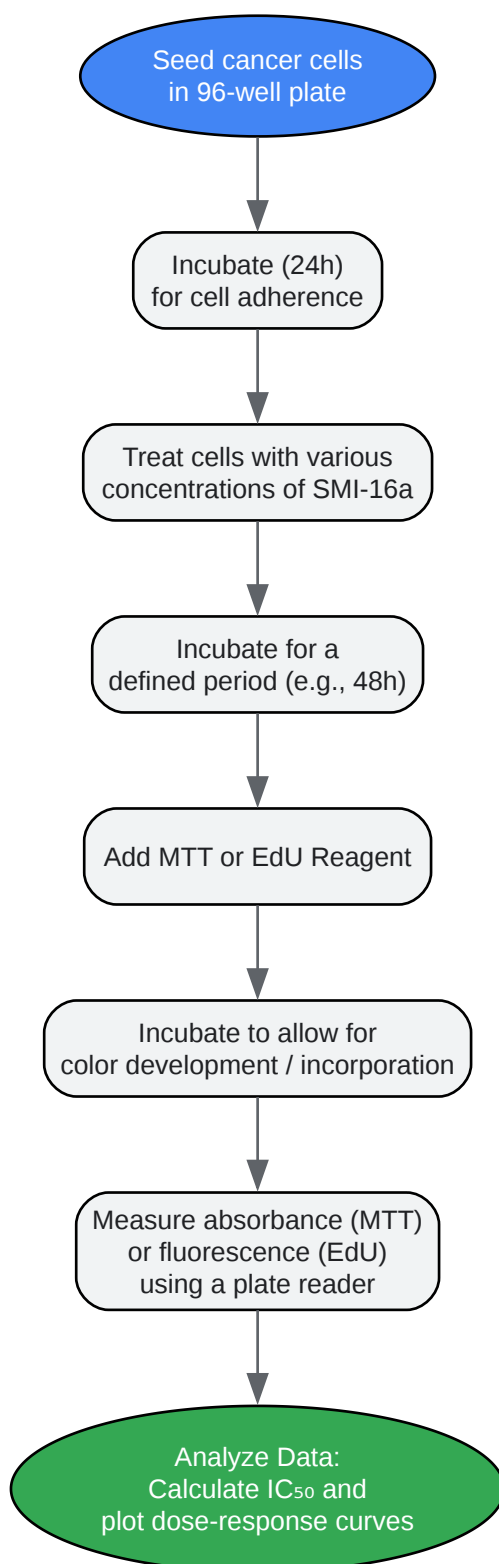 Seed cancer cells
in 96-well plate
Incubate (24h)
for cell adherence
Treat cells with various
concentrations of SMI-16a
Incubate for a
defined period (e.g., 48h)
Add MTT or EdU Reagent
Incubate to allow for
color development / incorporation
Measure absorbance (MTT)
or fluorescence (EdU)
using a plate reader
Analyze Data:
Calculate IC₅₀ and
plot dose-response curves